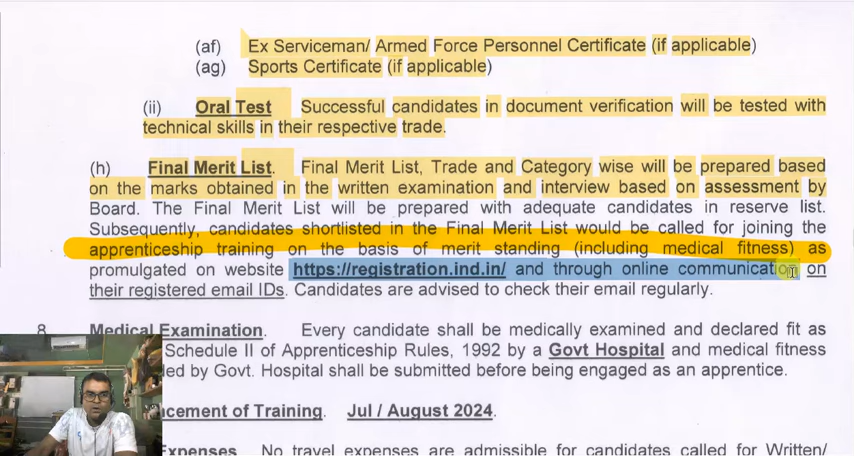 (af) Ex Serviceman/ Armed Force Personnel Certificate (if applicable)
(ag) Sports Certificate (if applicable)
(ii) Oral Test Successful candidates in document verification will be tested with
technical skills in their respective trade.
(h) Final Merit List. Final Merit List, Trade and Category wise will be prepared based
on the marks obtained in the written examination and interview based on assessment by
Board. The Final Merit List will be prepared with adequate candidates in reserve list.
Subsequently, candidates shortlisted in the Final Merit List would be called for joining the
apprenticeship training on the basis of merit standing (including medical fitness) as
promulgated on website https://registration.ind.in/ and through online communication on
their registered email IDs. Candidates are advised to check their email regularly.
8. Medical Examination. Every candidate shall be medically examined and declared fit as
Schedule II of Apprenticeship Rules, 1992 by a Govt Hospital and medical fitness
led by Govt. Hospital shall be submitted before being engaged as an apprentice.
cement of Training. Jul / August 2024.
xpenses No travel expenses are admissible for candidates called for Written/